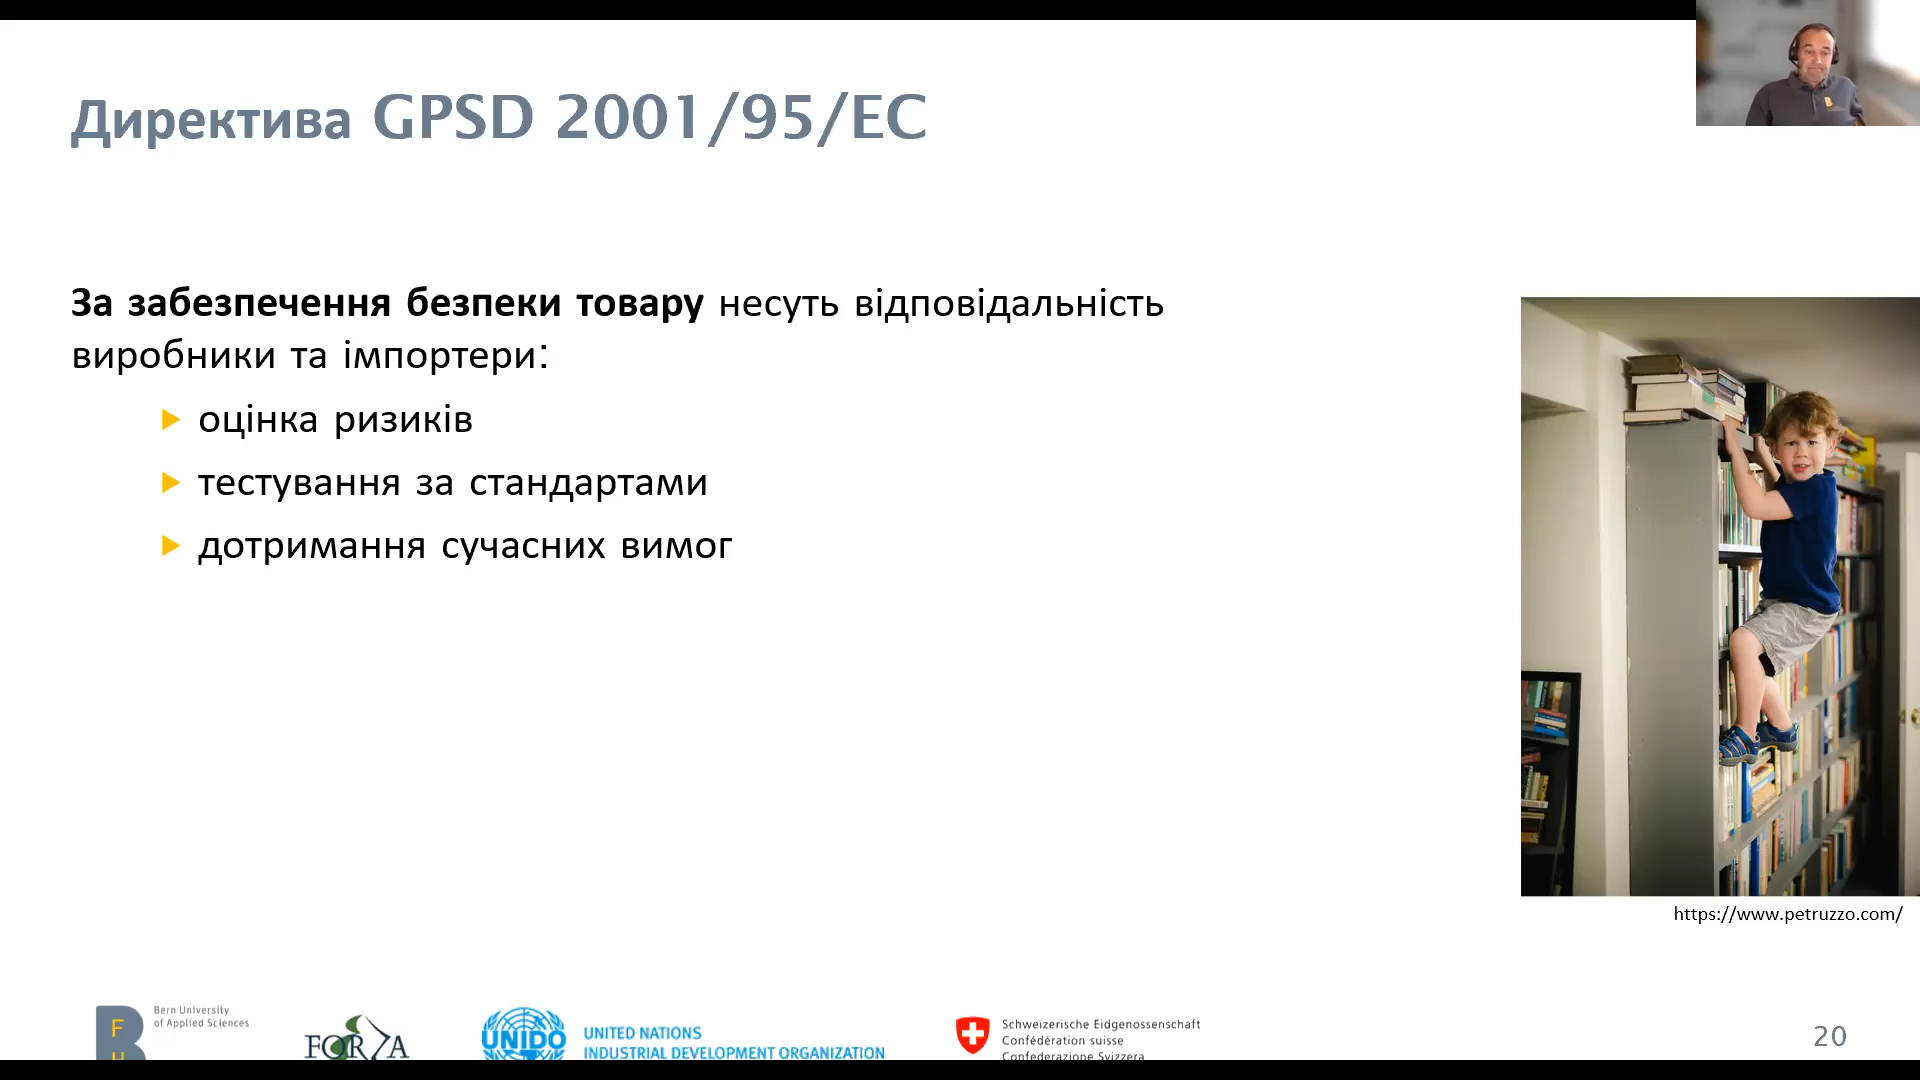 Директива GPSD 2001/95/EC
За забезпечення безпеки товару несуть відповідальність
виробники та імпортери:
оцінка ризиків
тестування за стандартами
дотримання сучасних вимог
https://www.petruzzo.com/
F
H
Bern University
of Applied Sciences
FORZA
UNIDO
UNITED NATIONS
INDUSTRIAL DEVELOPMENT ORGANIZATION
Schweizerische Eidgenossenschaft
Confédération suisse
Confederazione Svizzera
20